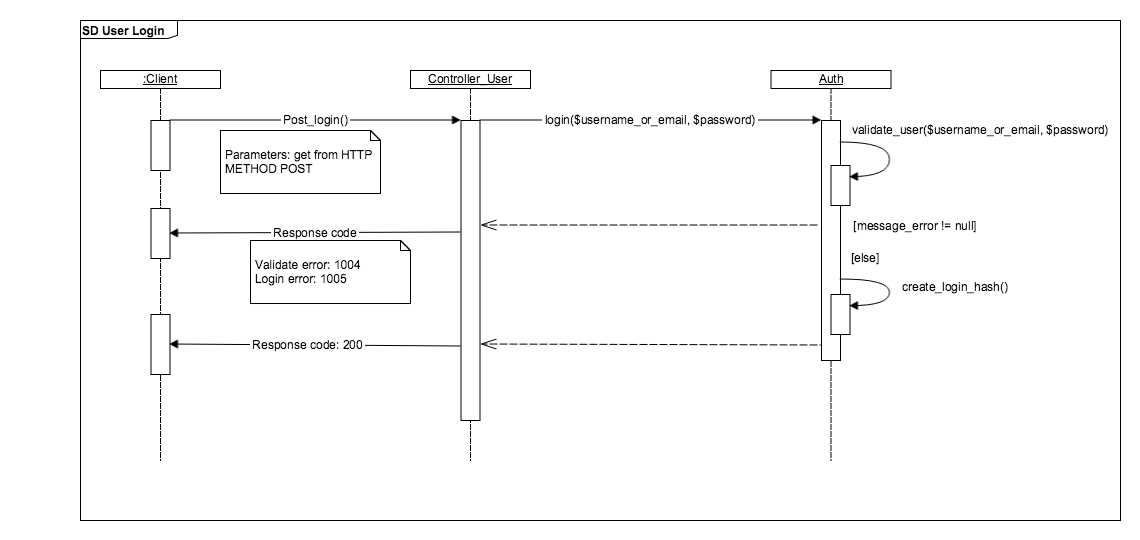 SD User Login
:Client
Controller_User
Auth
Post_login()
login($username_or_email, $password)
validate_user($username_or_email, $password)
Parameters: get from HTTP
METHOD POST
[message_error != null]
Response code
[else]
Validate error: 1004
Login error: 1005
create_login_hash()
Response code: 200